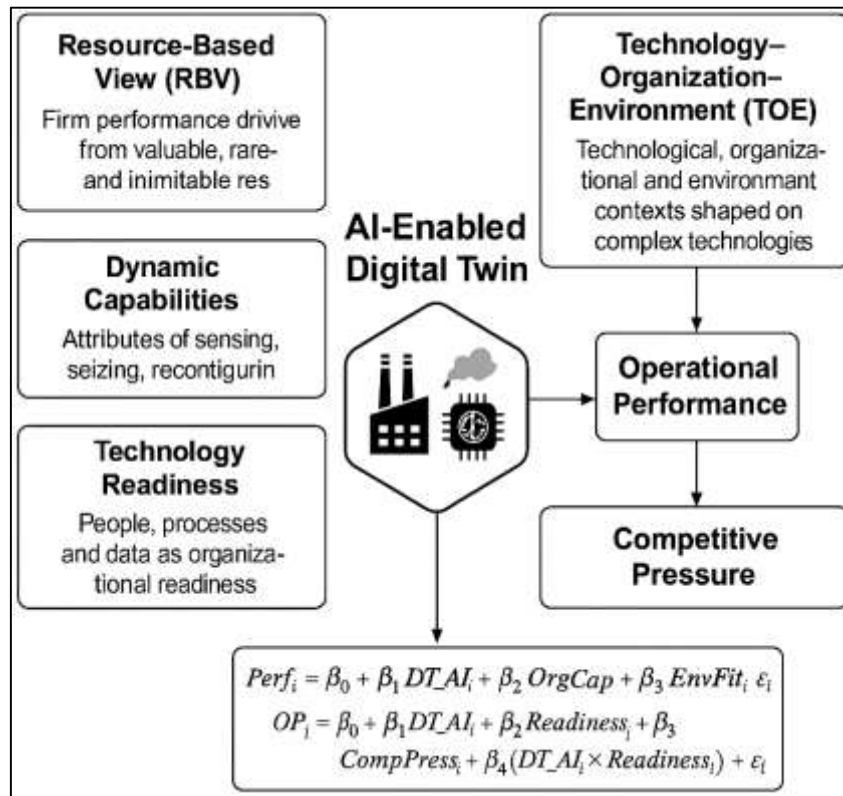 Resource-Based
View (RBV)
Firm performance drivive
from valuable, rare-
and inimitable res
Dynamic
Capabilities
Attributes of sensing,
seizing, recontigurin
Technology
Readiness
People, processes
and data as organiza-
tional readiness
AI-Enabled
Digital Twin
Technology–
Organization–
Environment (TOE)
Technological, organiza-
tional and environmant
contexts shaped on
complex technologies
Operational
Performance
Competitive
Pressure
Perf_i = β_0 + β_1 DT_AI_i + β_2 OrgCap + β_3 EnvFit_i ε_i
OP_i = β_0 + β_1 DT_AI_i + β_2 Readiness_i + β_3
CompPress_i + β_4 (DT_AI_i × Readiness_i) + ε_i